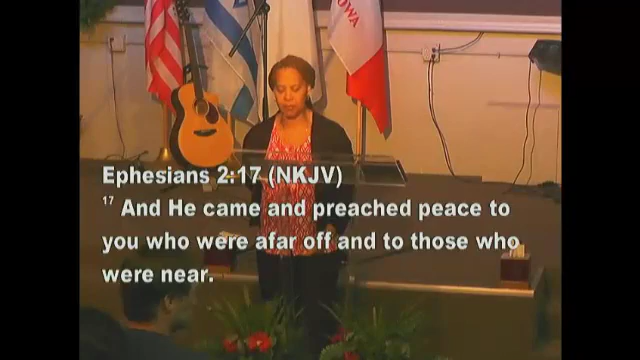 IOWA
Ephesians 2:17 (NKJV)
17 And He came and preached peace to
you who were afar off and to those who
were near.